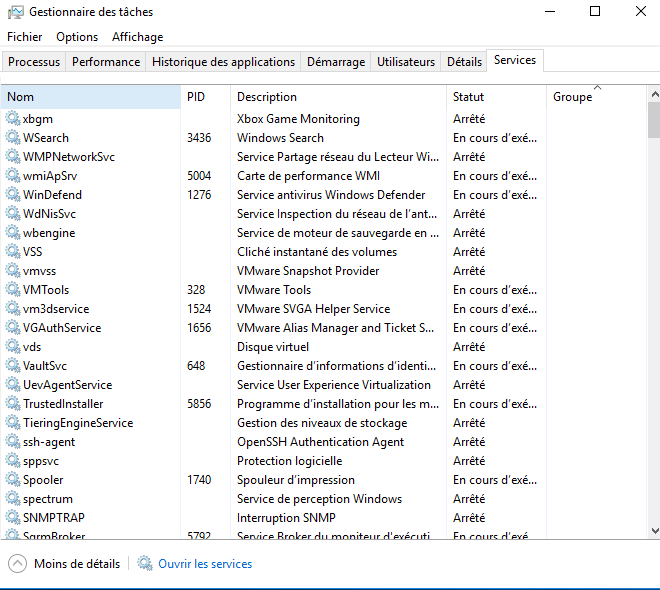 Gestionnaire des tâches
Fichier Options Affichage
Processus Performance Historique des applications Démarrage Utilisateurs Détails Services
Nom PID Description Statut Groupe
xbgm Xbox Game Monitoring Arrêté
WSearch 3436 Windows Search En cours d'exé...
WMPNetworkSvc Service Partage réseau du Lecteur Wi... Arrêté
wmiApSrv 5004 Carte de performance WMI En cours d'exé...
WinDefend 1276 Service antivirus Windows Defender En cours d'exé...
WdNisSvc Service Inspection du réseau de l'ant... Arrêté
wbengine Service de moteur de sauvegarde en ... Arrêté
VSS Cliché instantané des volumes Arrêté
vmvss VMware Snapshot Provider Arrêté
VMTools 328 VMware Tools En cours d'exé...
vm3dservice 1524 VMware SVGA Helper Service En cours d'exé...
VGAuthService 1656 VMware Alias Manager and Ticket S... En cours d'exé...
vds Disque virtuel Arrêté
VaultSvc 648 Gestionnaire d'informations d'identi... En cours d'exé...
UevAgentService Service User Experience Virtualization Arrêté
TrustedInstaller 5856 Programme d'installation pour les m... En cours d'exé...
TieringEngineService Gestion des niveaux de stockage Arrêté
ssh-agent OpenSSH Authentication Agent Arrêté
sppsvc Protection logicielle Arrêté
Spooler 1740 Spouleur d'impression En cours d'exé...
spectrum Service de perception Windows Arrêté
SNMPTRAP Interruption SNMP Arrêté
SgrmBroker 5792 Service Broker du moniteur d'exécuti... En cours d'exé...
Moins de détails Ouvrir les services